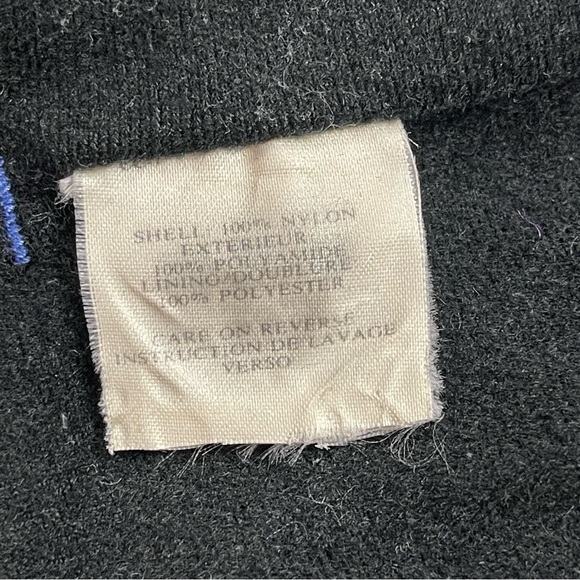 SHELL: 100% NYLON
EXTERIEUR
100% POLYAMIDE
LINING/DOUBLURE
100% POLYESTER
CARE ON REVERSE
INSTRUCTION DE LAVAGE
VERSO